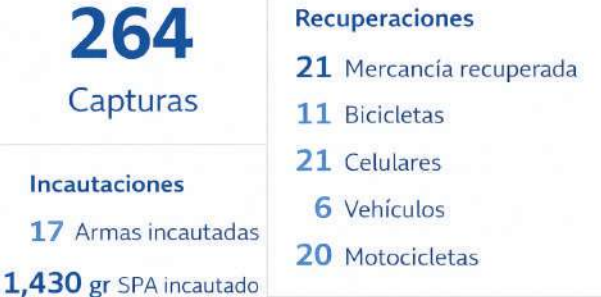 264
Capturas
Incautaciones
17 Armas incautadas
1,430 gr SPA incautado
Recuperaciones
21 Mercancía recuperada
11 Bicicletas
21 Celulares
6 Vehículos
20 Motocicletas